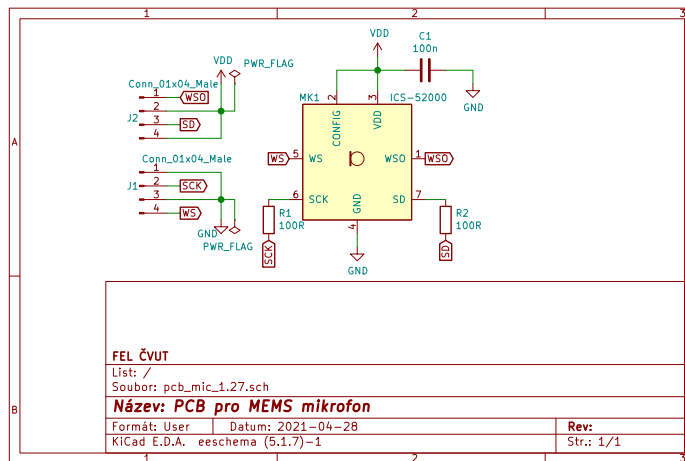 1 2 3
VDD
PWR_FLAG
Conn_01x04_Male
1 WSO
2
J2
3 SD
4
Conn_01x04_Male
1
J1
2 SCK
3
4 WS
GND
PWR_FLAG
VDD
C1
100n
GND
MK1
ICS-52000
2 CONFIG
3 VDD
WS 5 WS
WSO 1 WSO
6 SCK
SD 7
GND
4
GND
R1
100R
SCK
R2
100R
SD
A
B
FEL ČVUT
List: /
Soubor: pcb_mic_1.27.sch
Název: PCB pro MEMS mikrofon
Formát: User Datum: 2021-04-28 Rev:
KiCad E.D.A. eeschema (5.1.7)-1 Str.: 1/1
1 2 3